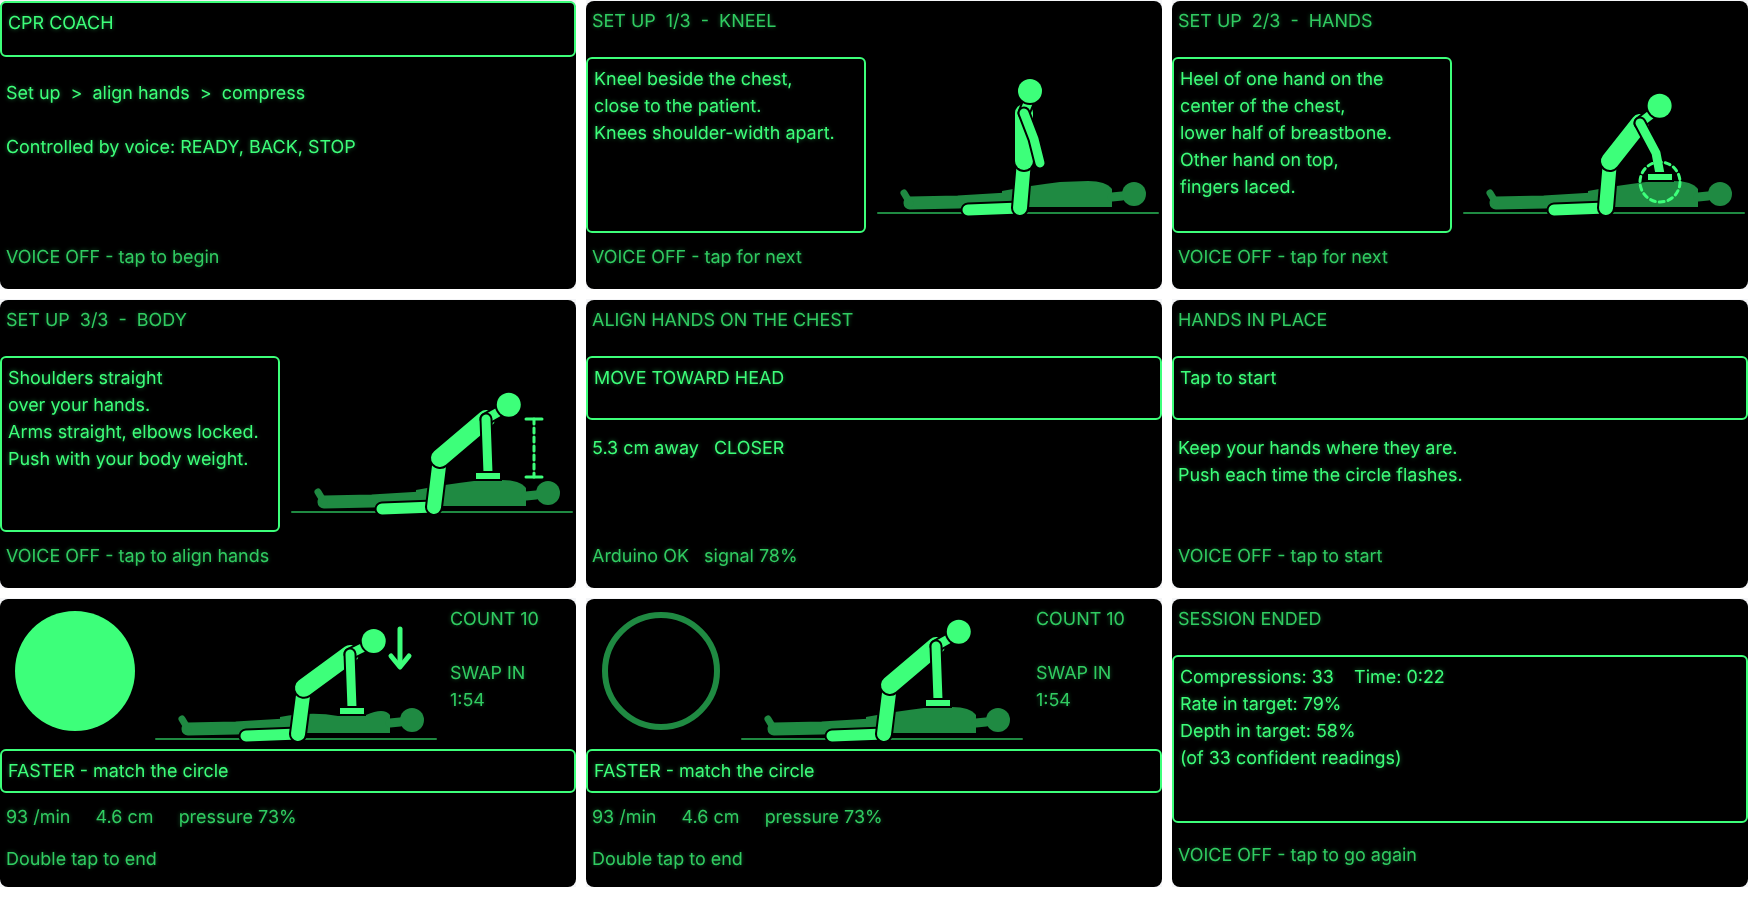 CPR COACH
Set up > align hands > compress
Controlled by voice: READY, BACK, STOP
VOICE OFF - tap to begin
SET UP 1/3 - KNEEL
Kneel beside the chest,
close to the patient.
Knees shoulder-width apart.
VOICE OFF - tap for next
SET UP 2/3 - HANDS
Heel of one hand on the
center of the chest,
lower half of breastbone.
Other hand on top,
fingers laced.
VOICE OFF - tap for next
SET UP 3/3 - BODY
Shoulders straight
over your hands.
Arms straight, elbows locked.
Push with your body weight.
VOICE OFF - tap to align hands
ALIGN HANDS ON THE CHEST
MOVE TOWARD HEAD
5.3 cm away CLOSER
Arduino OK signal 78%
HANDS IN PLACE
Tap to start
Keep your hands where they are.
Push each time the circle flashes.
VOICE OFF - tap to start
COUNT 10
SWAP IN
1:54
FASTER - match the circle
93 /min 4.6 cm pressure 73%
Double tap to end
COUNT 10
SWAP IN
1:54
FASTER - match the circle
93 /min 4.6 cm pressure 73%
Double tap to end
SESSION ENDED
Compressions: 33 Time: 0:22
Rate in target: 79%
Depth in target: 58%
(of 33 confident readings)
VOICE OFF - tap to go again